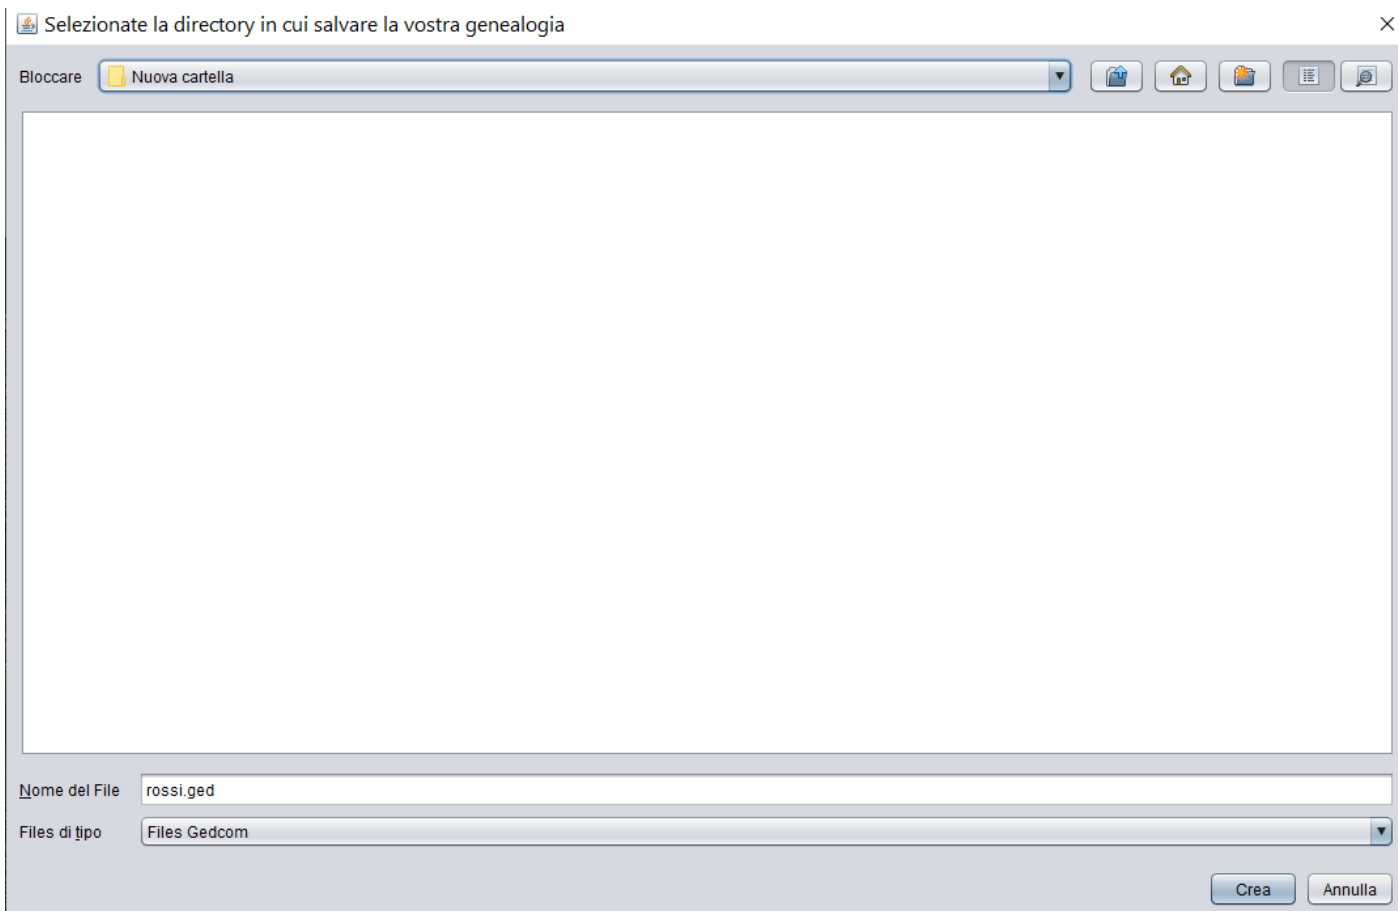 Selezionate la directory in cui salvare la vostra genealogia
Bloccare Nuova cartella
Nome del File rossi.ged
Files di tipo Files Gedcom
Crea Annulla